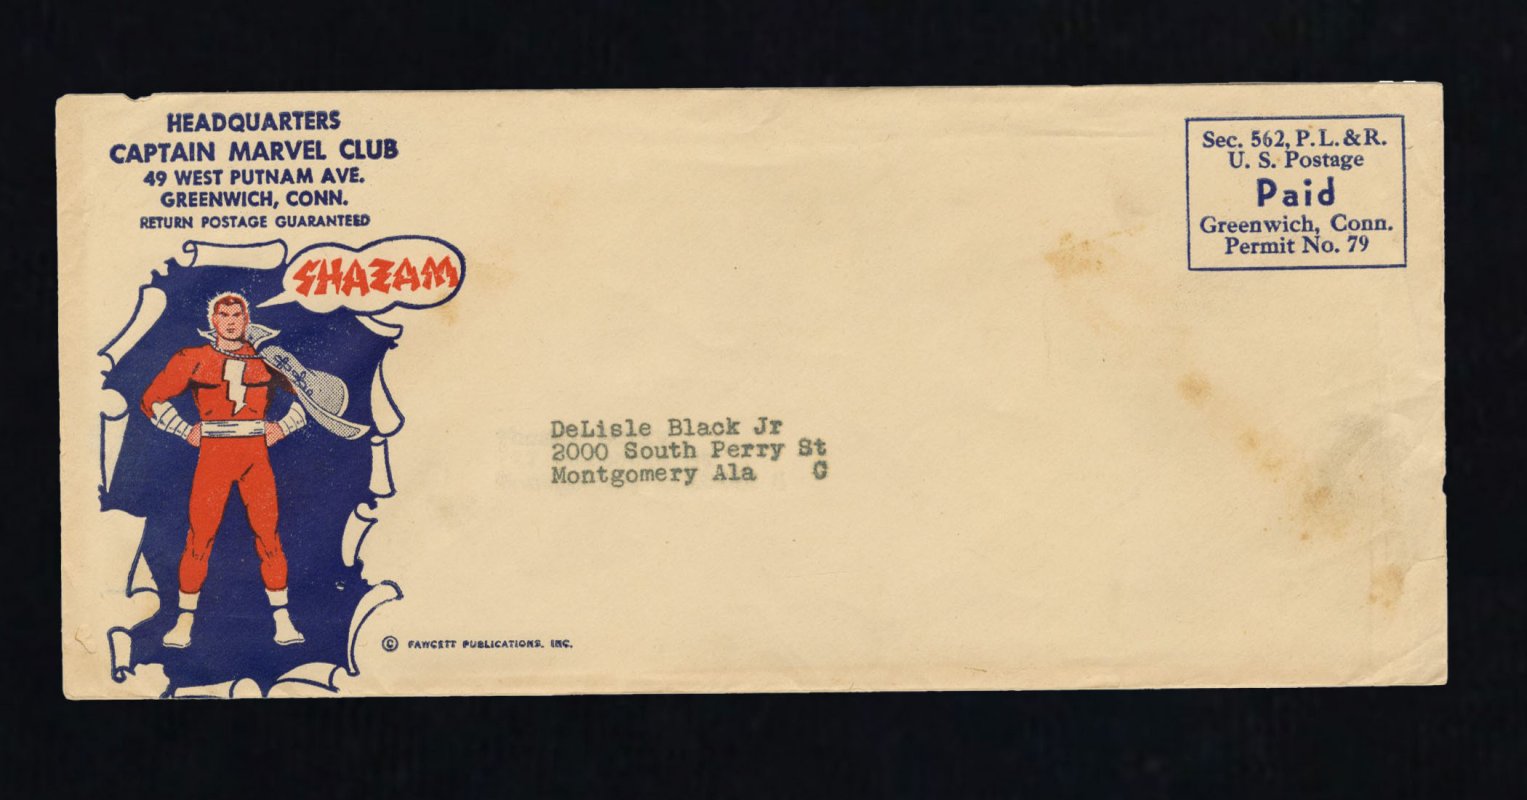 HEADQUARTERS
CAPTAIN MARVEL CLUB
49 WEST PUTNAM AVE.
GREENWICH, CONN.
RETURN POSTAGE GUARANTEED
SHAZAM
Sec. 562, P.L.&R.
U. S. Postage
Paid
Greenwich, Conn.
Permit No. 79
DeLisle Black Jr
2000 South Perry St
Montgomery Ala C
© FAWCETT PUBLICATIONS, INC.